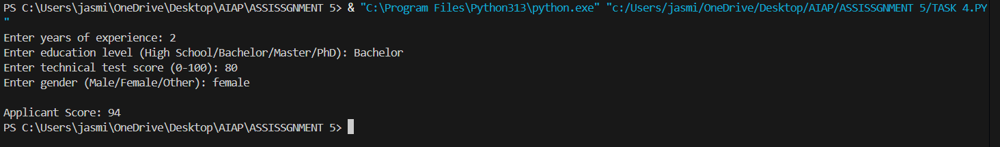 PS C:\Users\jasmi\OneDrive\Desktop\AIAP\ASSISSGNMENT 5> & "C:\Program Files\Python313\python.exe" "c:/Users/jasmi/OneDrive/Desktop/AIAP/ASSISSGNMENT 5/TASK 4.PY
"
Enter years of experience: 2
Enter education level (High School/Bachelor/Master/PhD): Bachelor
Enter technical test score (0-100): 80
Enter gender (Male/Female/Other): female
Applicant Score: 94
PS C:\Users\jasmi\OneDrive\Desktop\AIAP\ASSISSGNMENT 5>